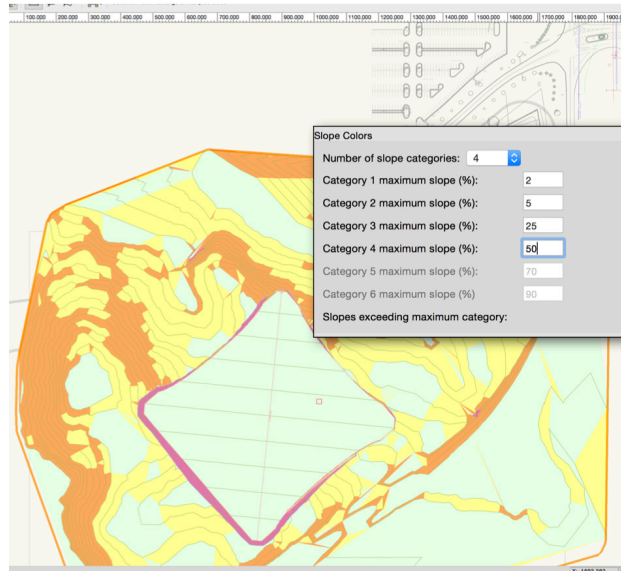 100.000 200.000 300.000 400.000 500.000 600.000 700.000 800.000 900.000 1000.000 1100.000 1200.000 1300.000 1400.000 1500.000 1600.000 1700.000 1800.000 1900.0
Slope Colors
Number of slope categories: 4
Category 1 maximum slope (%): 2
Category 2 maximum slope (%): 5
Category 3 maximum slope (%): 25
Category 4 maximum slope (%): 50
Category 5 maximum slope (%): 70
Category 6 maximum slope (%) 90
Slopes exceeding maximum category: